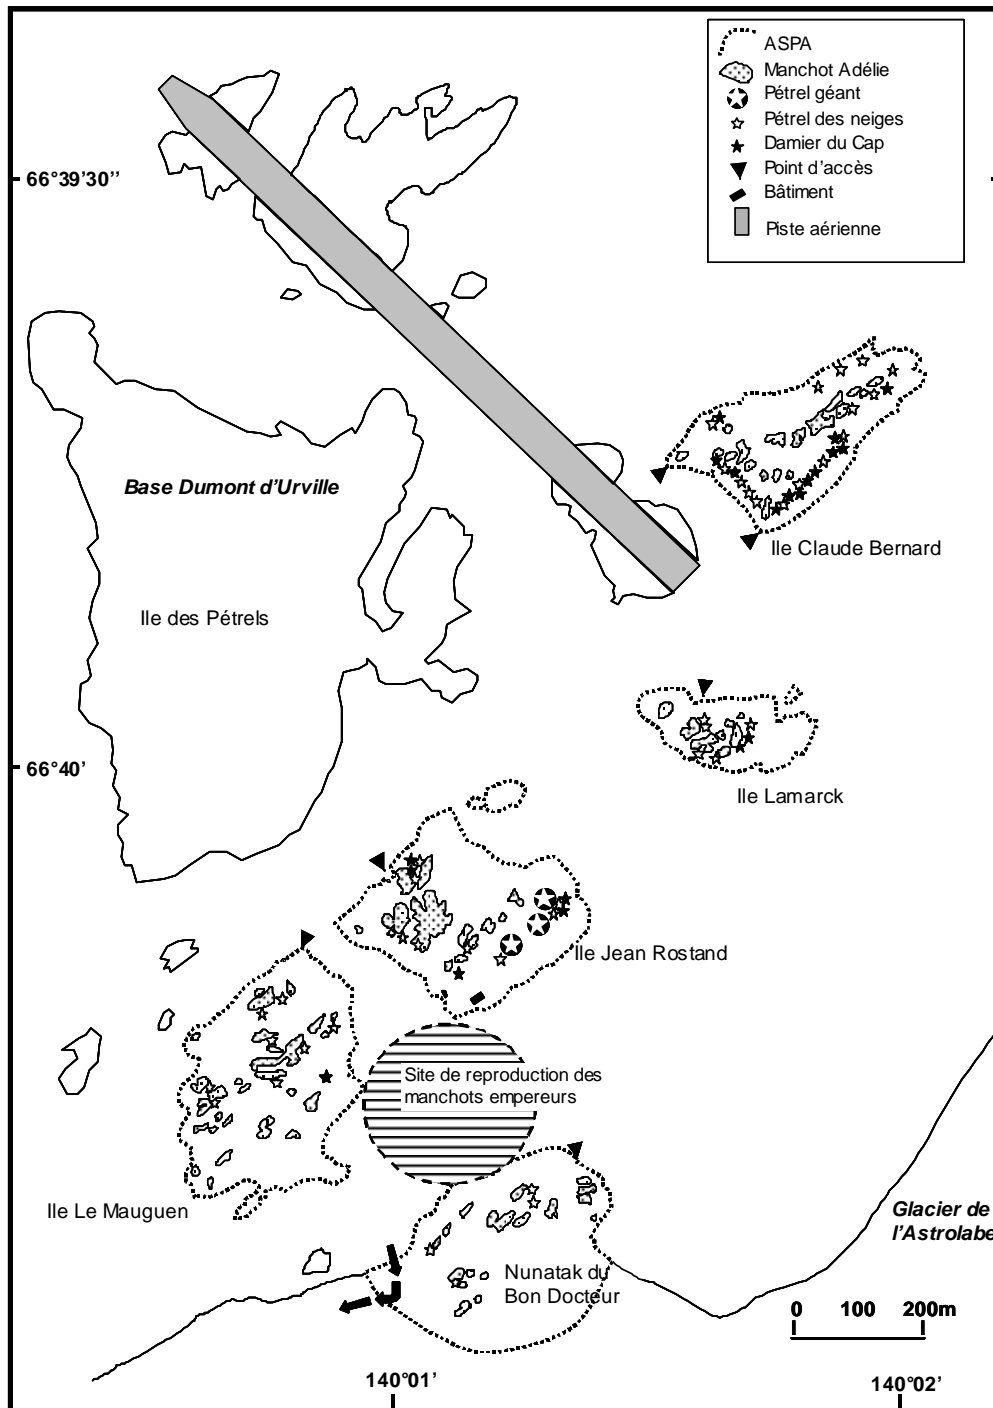 ASPA
Manchot Adélie
Pétrel géant
Pétrel des neiges
Damier du Cap
Point d'accès
Bâtiment
Piste aérienne
66°39'30''
Base Dumont d'Urville
Ile Claude Bernard
Ile des Pétrels
66°40'
Ile Lamarck
Ile Jean Rostand
Site de reproduction des
manchots empereurs
Ile Le Mauguen
Glacier de
l'Astrolabe
Nunatak du
Bon Docteur
0 100 200m
140°01'
140°02'